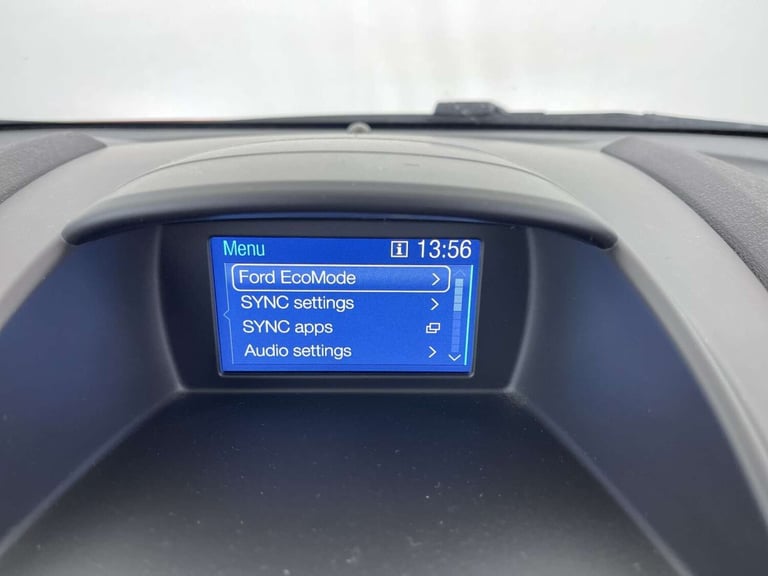 Menu 13:56
Ford EcoMode
SYNC settings
SYNC apps
Audio settings